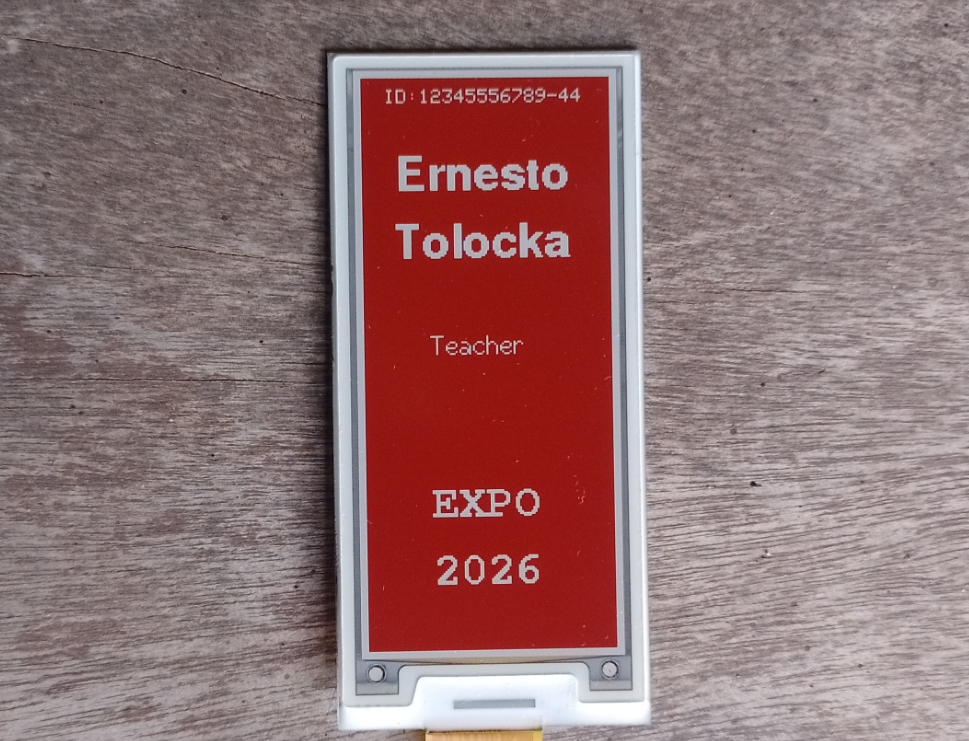 ID:12345556789-44
Ernesto
Tolocka
Teacher
EXPO
2026